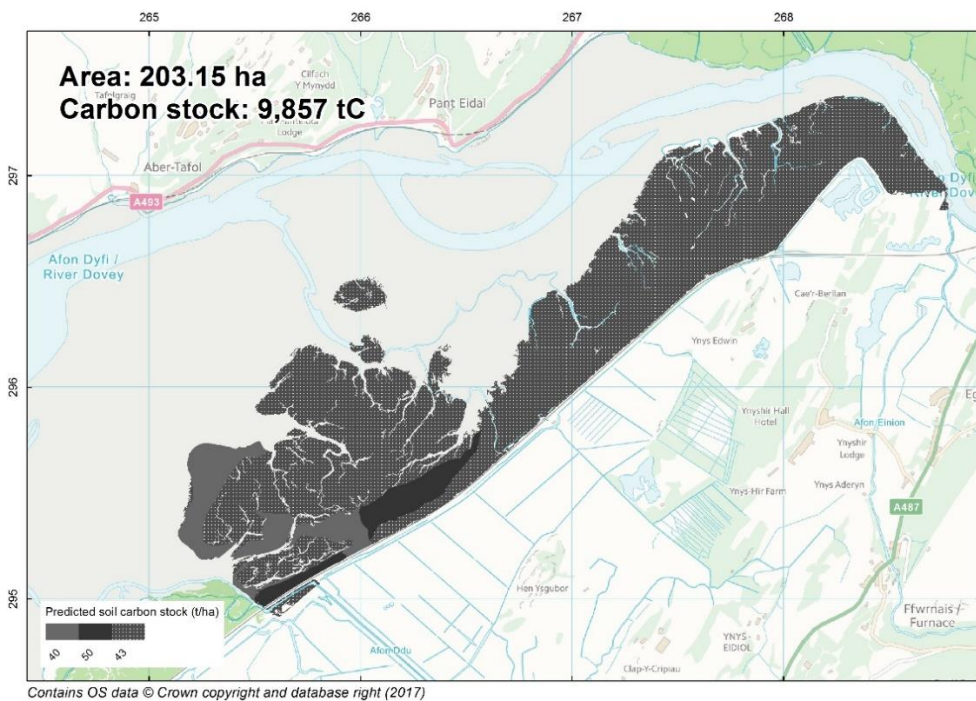 265 266 267 268
Area: 203.15 ha
Carbon stock: 9,857 tC
Tafolgraig
Cilfach
Y Mynydd
Lodge
Pant Eidal
Aber-Tafol
A493
297
Afon Dyfi /
River Dovey
Afon Dyfi
River Dovey
Cae'r-Berllan
Ynys Edwin
296
Ynyshir Hall
Hotel
Afon Einion
Ynyshir
Lodge
Ynys-Hir Farm
Ynys Aderyn
A487
Hen Ysgubor
295
Predicted soil carbon stock (t/ha)
40 50 43
Afon Ddu
YNYS
-EIDIOL
Ffwrnais /
Furnace
Clap-Y-Cripiau
Contains OS data © Crown copyright and database right (2017)